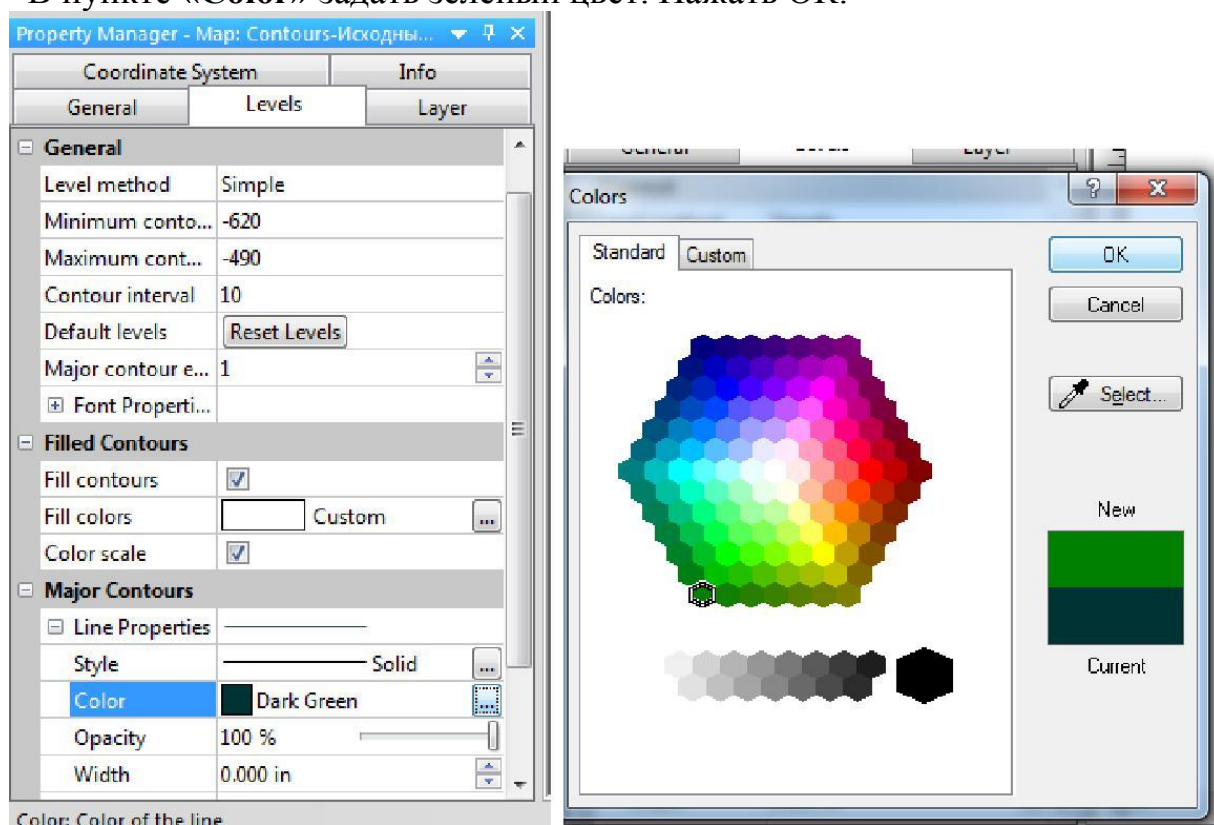 В пункте «Color» задать зеленый цвет. Нажать ОК.
Property Manager - Map: Contours-Исходны...
Coordinate System Info
General Levels Layer
General
Level method Simple
Minimum conto... -620
Maximum cont... -490
Contour interval 10
Default levels Reset Levels
Major contour e... 1
Font Properti...
Filled Contours
Fill contours
Fill colors Custom ...
Color scale
Major Contours
Line Properties
Style Solid ...
Color Dark Green ...
Opacity 100 %
Width 0.000 in
Color: Color of the line
General Levels Layer
Colors ? X
Standard Custom
Colors:
OK
Cancel
Select...
New
Current